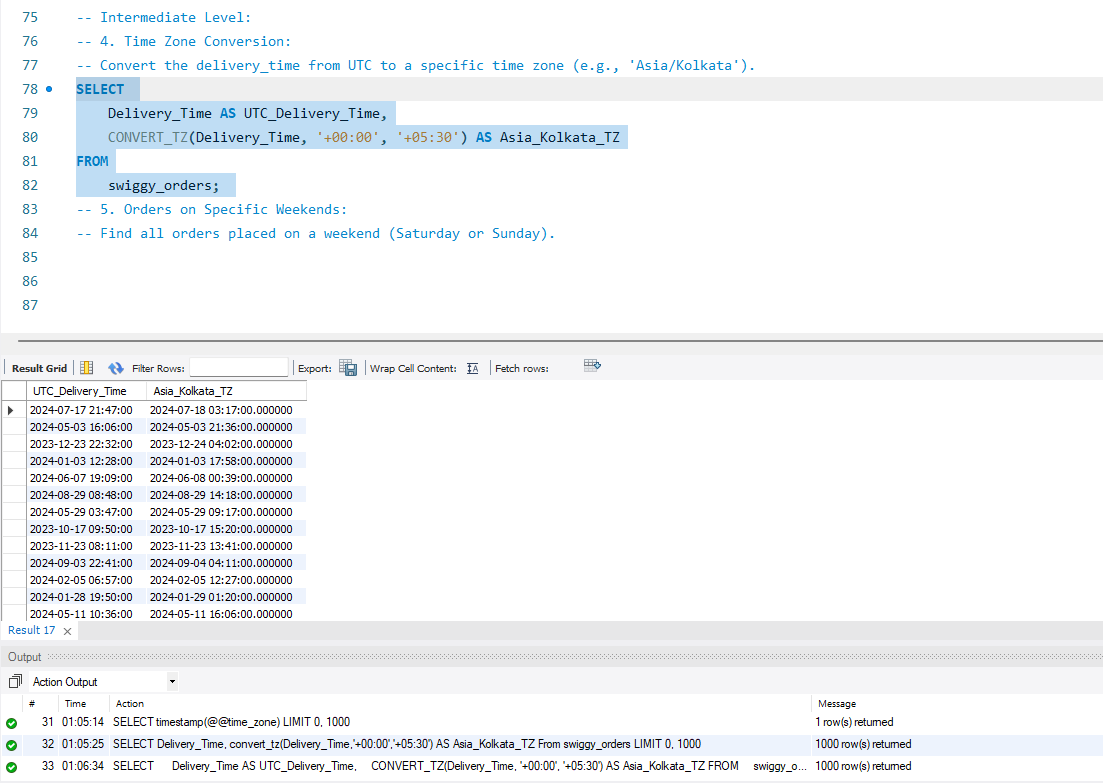 75 -- Intermediate Level:
76 -- 4. Time Zone Conversion:
77 -- Convert the delivery_time from UTC to a specific time zone (e.g., 'Asia/Kolkata').
78 SELECT
79 Delivery_Time AS UTC_Delivery_Time,
80 CONVERT_TZ(Delivery_Time, '+00:00', '+05:30') AS Asia_Kolkata_TZ
81 FROM
82 swiggy_orders;
83 -- 5. Orders on Specific Weekends:
84 -- Find all orders placed on a weekend (Saturday or Sunday).
85
86
87
Result Grid Filter Rows: Export: Wrap Cell Content: IA Fetch rows:
UTC_Delivery_Time Asia_Kolkata_TZ
2024-07-17 21:47:00 2024-07-18 03:17:00.000000
2024-05-03 16:06:00 2024-05-03 21:36:00.000000
2023-12-23 22:32:00 2023-12-24 04:02:00.000000
2024-01-03 12:28:00 2024-01-03 17:58:00.000000
2024-06-07 19:09:00 2024-06-08 00:39:00.000000
2024-08-29 08:48:00 2024-08-29 14:18:00.000000
2024-05-29 03:47:00 2024-05-29 09:17:00.000000
2023-10-17 09:50:00 2023-10-17 15:20:00.000000
2023-11-23 08:11:00 2023-11-23 13:41:00.000000
2024-09-03 22:41:00 2024-09-04 04:11:00.000000
2024-02-05 06:57:00 2024-02-05 12:27:00.000000
2024-01-28 19:50:00 2024-01-29 01:20:00.000000
2024-05-11 10:36:00 2024-05-11 16:06:00.000000
Result 17
Output
Action Output
# Time Action Message
31 01:05:14 SELECT timestamp(@@time_zone) LIMIT 0, 1000 1 row(s) returned
32 01:05:25 SELECT Delivery_Time, convert_tz(Delivery_Time,'+00:00','+05:30') AS Asia_Kolkata_TZ From swiggy_orders LIMIT 0, 1000 1000 row(s) returned
33 01:06:34 SELECT Delivery_Time AS UTC_Delivery_Time, CONVERT_TZ(Delivery_Time, '+00:00', '+05:30') AS Asia_Kolkata_TZ FROM swiggy_o... 1000 row(s) returned